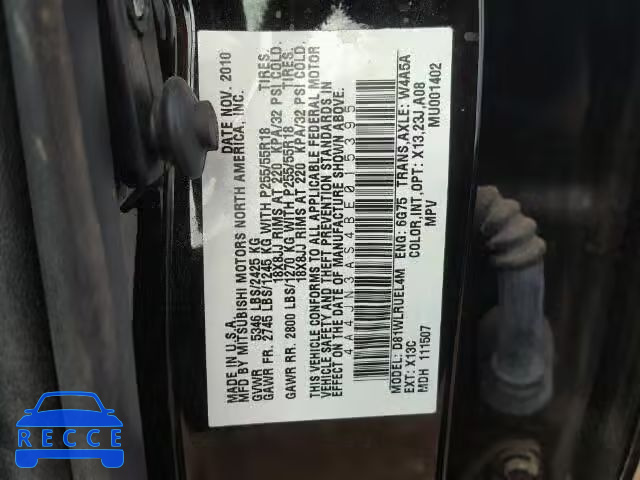 MADE IN U.S.A. DATE NOV. 2010
MFG. BY MITSUBISHI MOTORS NORTH AMERICA, INC.
GVWR 5346 LBS/2425 KG
GAWR FR. 2745 LBS/1245 KG WITH P255/55R18 TIRES.
18X8JJ RIMS AT 220 KPA/32 PSI COLD.
GAWR RR. 2800 LBS/1270 KG WITH P255/55R18 TIRES.
18X8JJ RIMS AT 220 KPA/32 PSI COLD.
THIS VEHICLE CONFORMS TO ALL APPLICABLE FEDERAL MOTOR
VEHICLE SAFETY AND THEFT PREVENTION STANDARDS IN
EFFECT ON THE DATE OF MANUFACTURE SHOWN ABOVE.
4A4JN3AS4BE015395
MODEL: D81WLRUEL4M ENG: 6G75 TRANS,AXLE: W4A5A
EXT: X13C COLOR,INT,OPT: X13,23J,A08
MDH 111507 MPV MU001402
RECCE